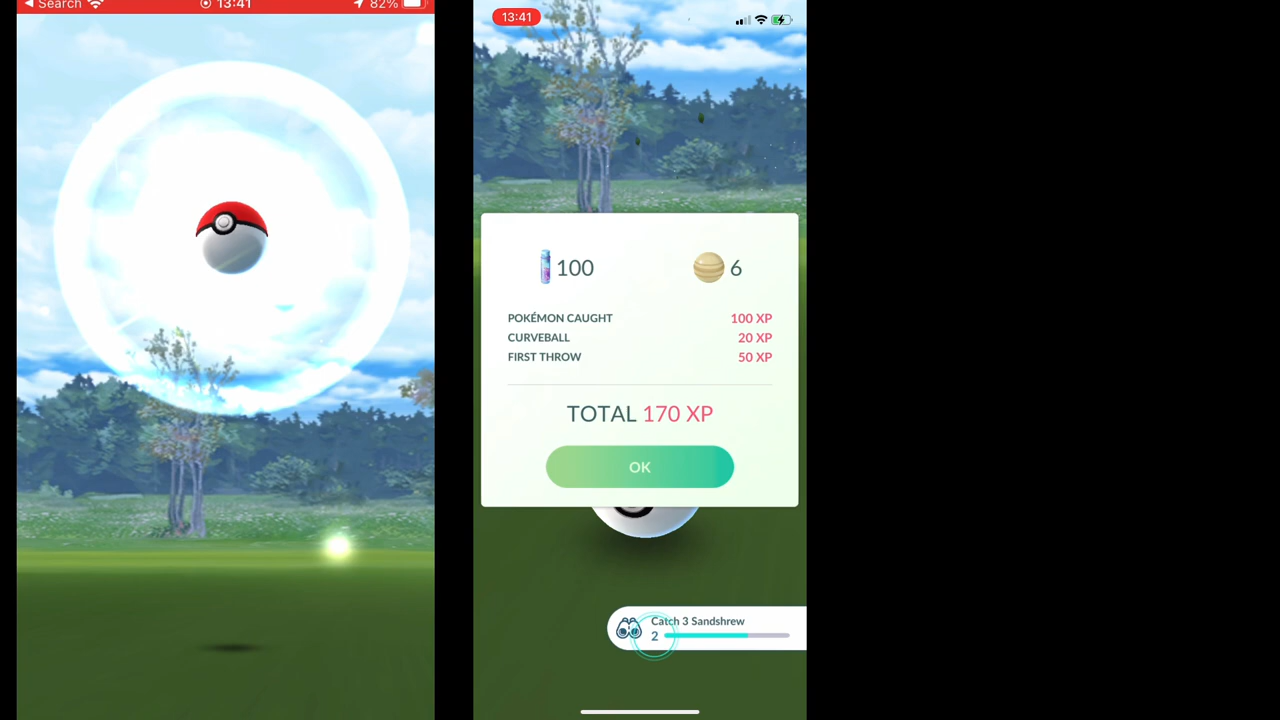 Search
13:41
82%
13:41
100
6
POKÉMON CAUGHT 100 XP
CURVEBALL 20 XP
FIRST THROW 50 XP
TOTAL 170 XP
OK
Catch 3 Sandshrew
2